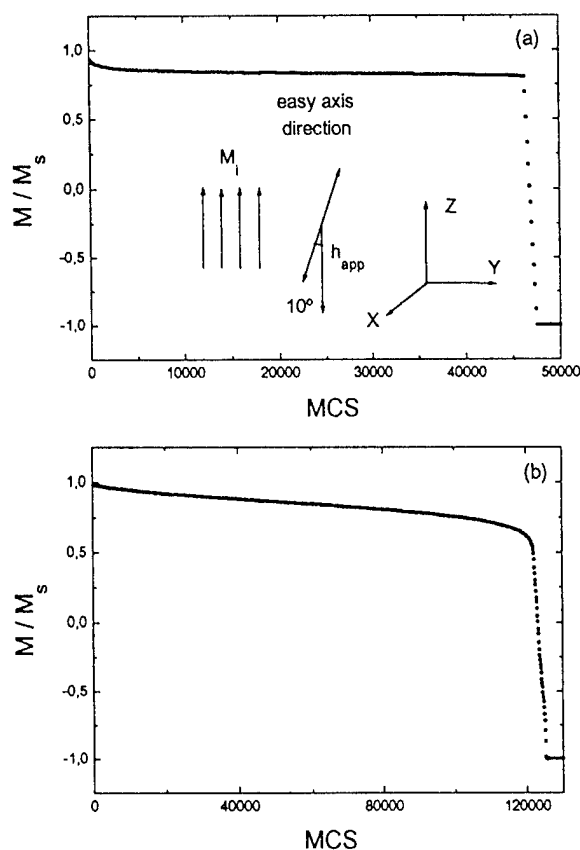 (a)
1,0
0,5
0,0
-0,5
-1,0
M / Ms
easy axis
direction
Mi
happ
10º
Z
Y
X
0 10000 20000 30000 40000 50000
MCS
(b)
1,0
0,5
0,0
-0,5
-1,0
M / Ms
0 40000 80000 120000
MCS